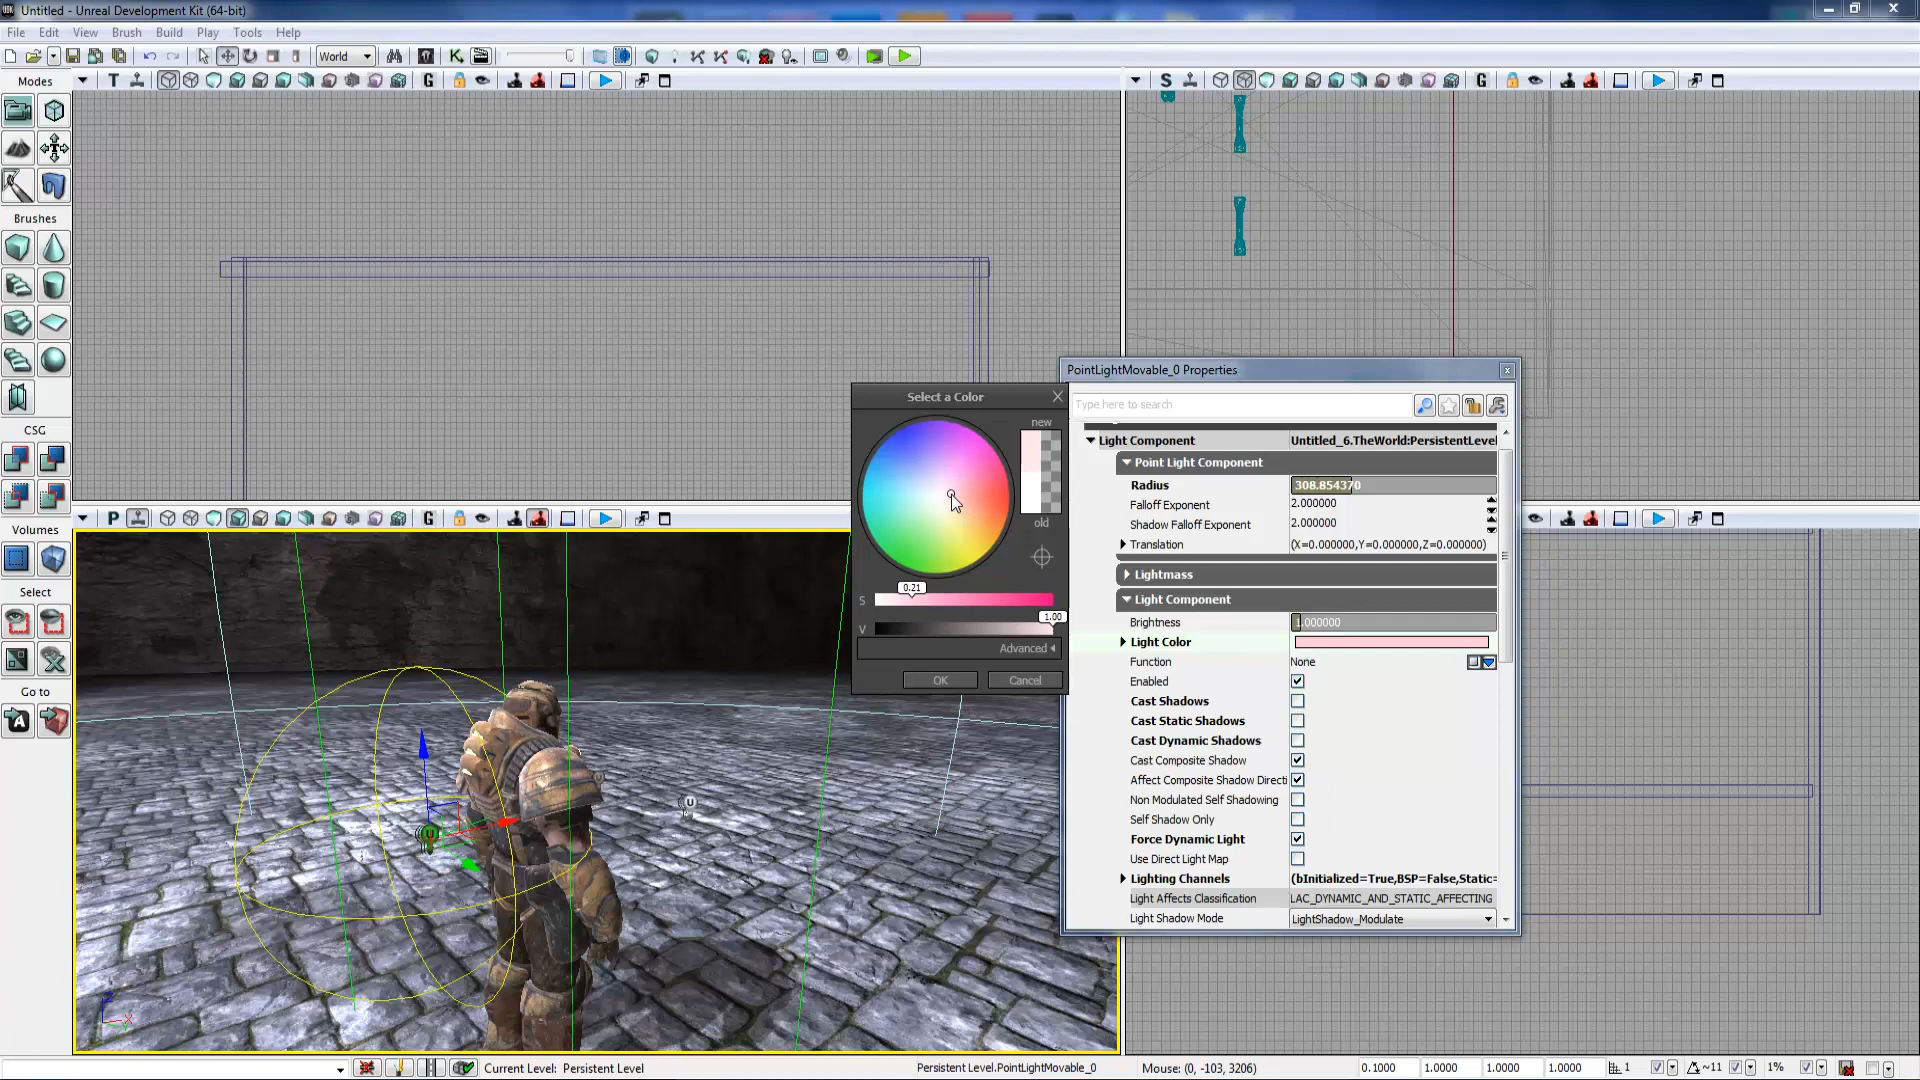 Untitled - Unreal Development Kit (64-bit)
File Edit View Brush Build Play Tools Help
World
Modes
T
G
S
G
Brushes
CSG
Volumes
Select
Go to
P
G
Select a Color
new
old
0.21
S
1.00
V
Advanced
OK
Cancel
PointLightMovable_0 Properties
Type here to search
Light Component Untitled_6.TheWorld:PersistentLevel
Point Light Component
Radius 308.854370
Falloff Exponent 2.000000
Shadow Falloff Exponent 2.000000
Translation (X=0.000000,Y=0.000000,Z=0.000000)
Lightmass
Light Component
Brightness 1.000000
Light Color
Function None
Enabled
Cast Shadows
Cast Static Shadows
Cast Dynamic Shadows
Cast Composite Shadow
Affect Composite Shadow Directi
Non Modulated Self Shadowing
Self Shadow Only
Force Dynamic Light
Use Direct Light Map
Lighting Channels (bInitialized=True,BSP=False,Static=
Light Affects Classification LAC_DYNAMIC_AND_STATIC_AFFECTING
Light Shadow Mode LightShadow_Modulate
Current Level: Persistent Level
Persistent Level.PointLightMovable_0
Mouse: (0, -103, 3206)
0.1000 1.0000 1.0000 1.0000
1
~11
1%